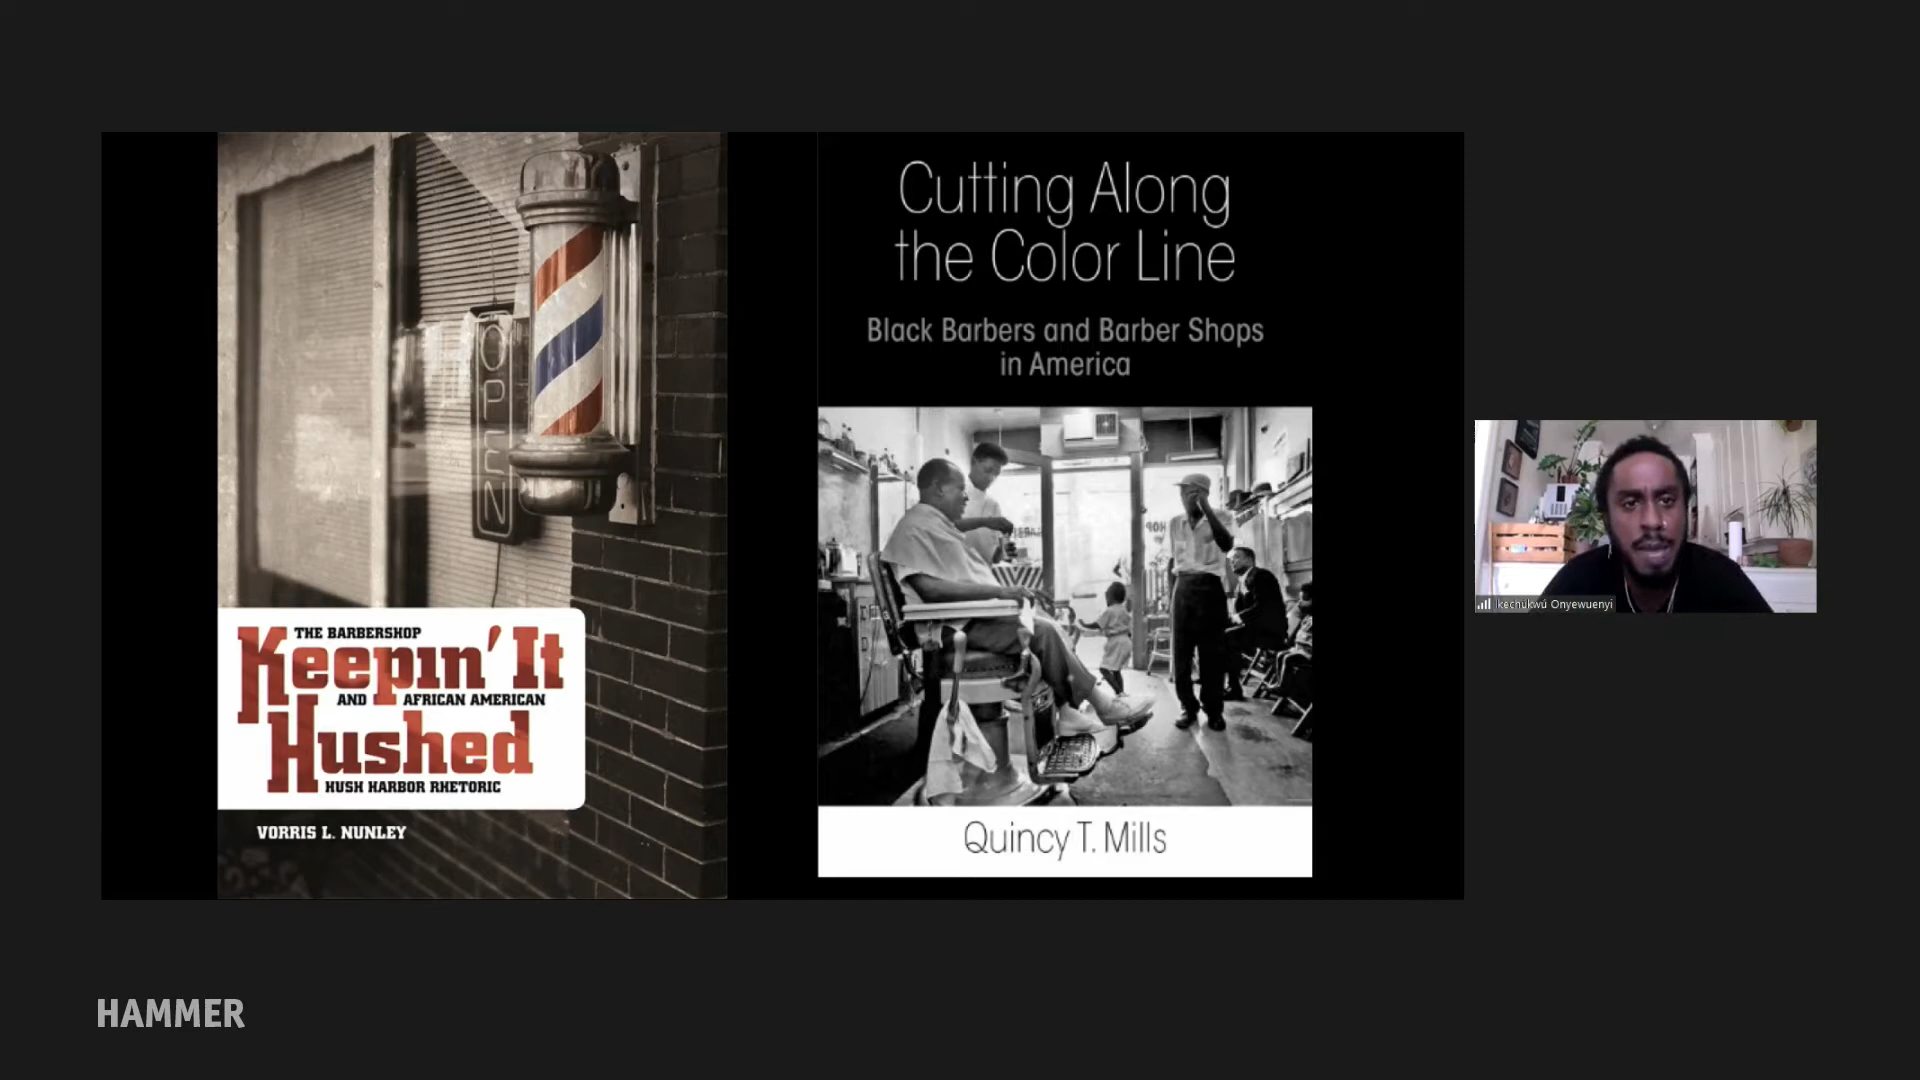 OPEN
THE BARBERSHOP
Keepin' It
AND AFRICAN AMERICAN
Hushed
HUSH HARBOR RHETORIC
VORRIS L. NUNLEY
Cutting Along
the Color Line
Black Barbers and Barber Shops
in America
Quincy T. Mills
Ikechúkwú Onyewuenyi
HAMMER